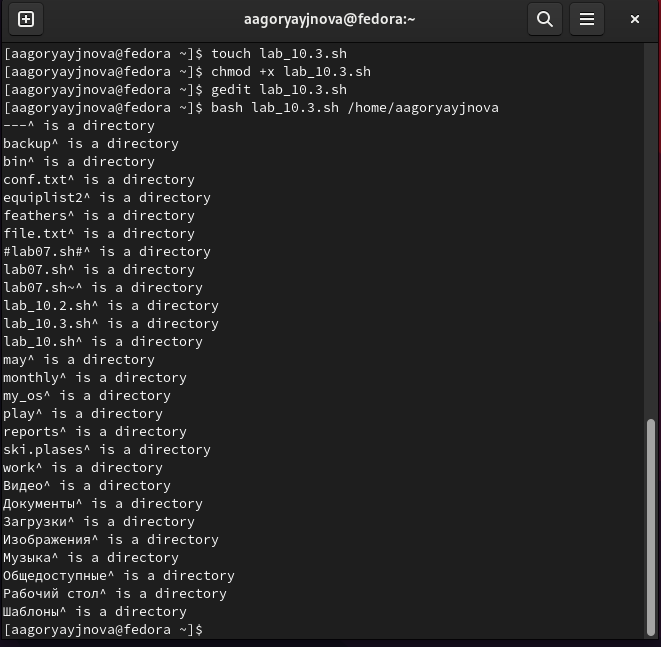 aagoryayjnova@fedora:~
[aagoryayjnova@fedora ~]$ touch lab_10.3.sh
[aagoryayjnova@fedora ~]$ chmod +x lab_10.3.sh
[aagoryayjnova@fedora ~]$ gedit lab_10.3.sh
[aagoryayjnova@fedora ~]$ bash lab_10.3.sh /home/aagoryayjnova
---^ is a directory
backup^ is a directory
bin^ is a directory
conf.txt^ is a directory
equiplist2^ is a directory
feathers^ is a directory
file.txt^ is a directory
#lab07.sh#^ is a directory
lab07.sh^ is a directory
lab07.sh~^ is a directory
lab_10.2.sh^ is a directory
lab_10.3.sh^ is a directory
lab_10.sh^ is a directory
may^ is a directory
monthly^ is a directory
my_os^ is a directory
play^ is a directory
reports^ is a directory
ski.plases^ is a directory
work^ is a directory
Видео^ is a directory
Документы^ is a directory
Загрузки^ is a directory
Изображения^ is a directory
Музыка^ is a directory
Общедоступные^ is a directory
Рабочий стол^ is a directory
Шаблоны^ is a directory
[aagoryayjnova@fedora ~]$